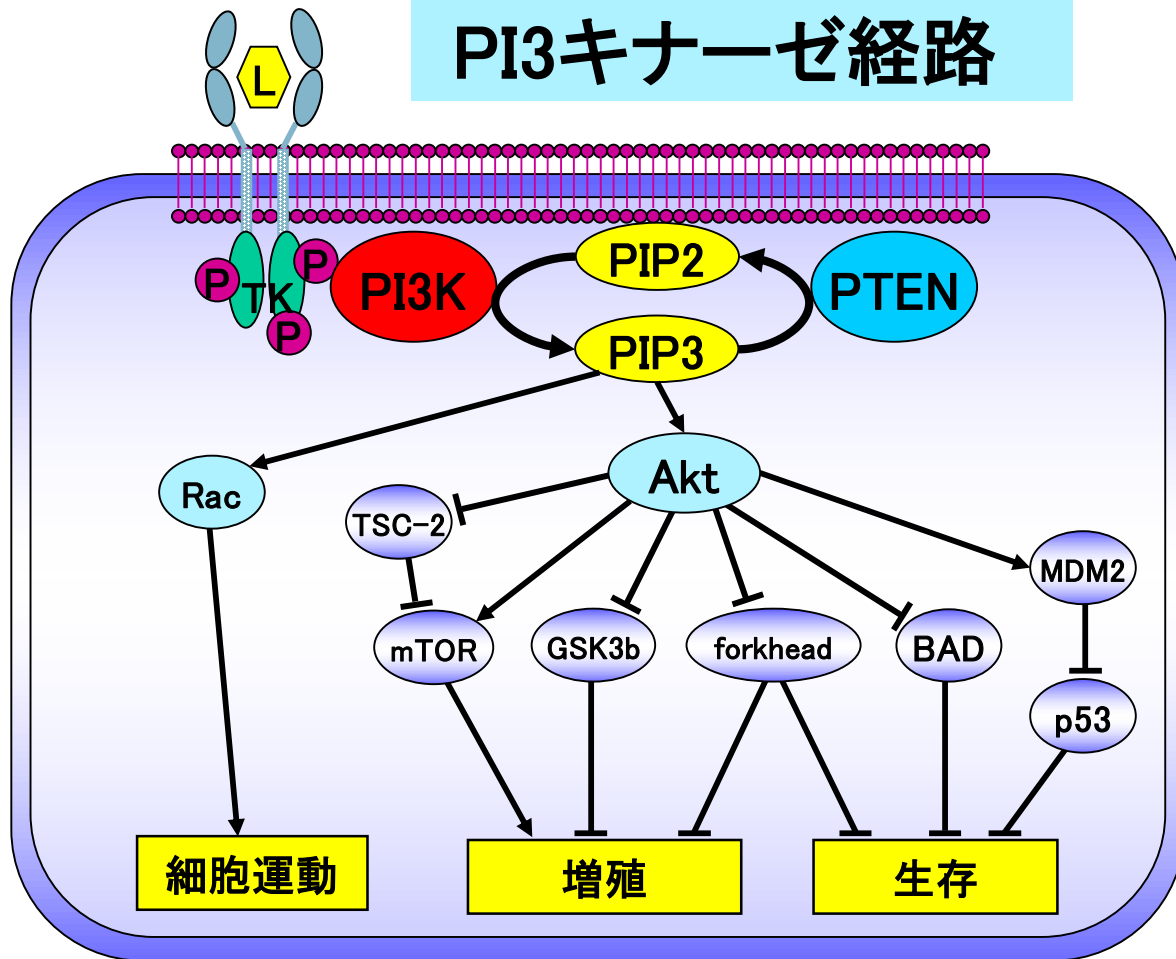 PI3キナーゼ経路
L
P
P
TK
P
PI3K
PIP2
PTEN
PIP3
Rac
Akt
TSC-2
MDM2
mTOR
GSK3b
forkhead
BAD
p53
細胞運動
増殖
生存